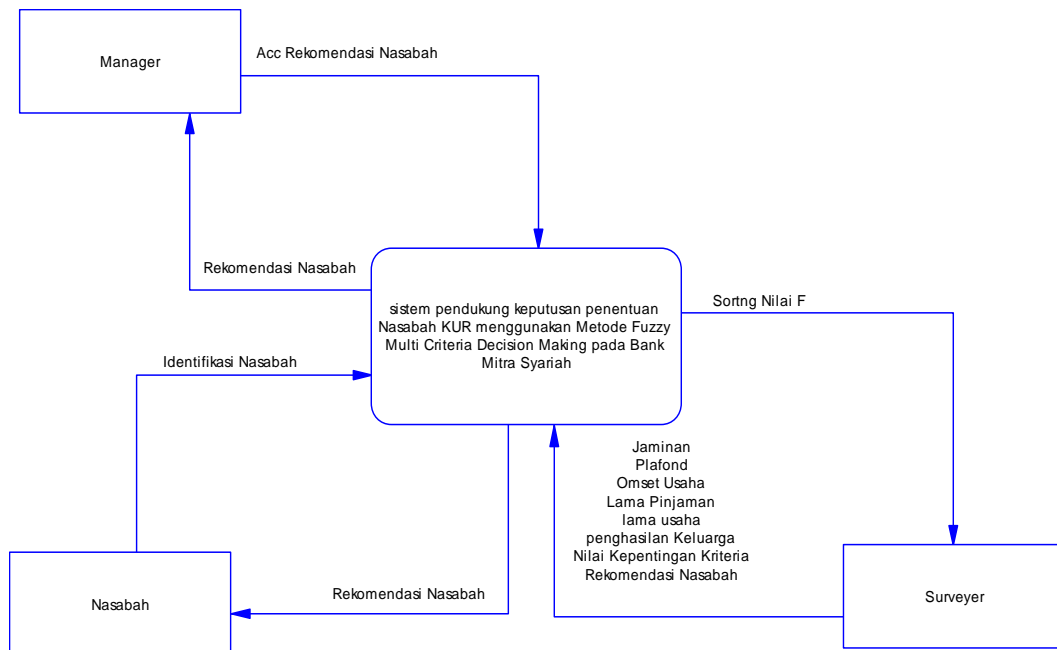 Manager
Acc Rekomendasi Nasabah
Rekomendasi Nasabah
sistem pendukung keputusan penentuan
Nasabah KUR menggunakan Metode Fuzzy
Multi Criteria Decision Making pada Bank
Mitra Syariah
Sortng Nilai F
Identifikasi Nasabah
Jaminan
Plafond
Omset Usaha
Lama Pinjaman
lama usaha
penghasilan Keluarga
Nilai Kepentingan Kriteria
Rekomendasi Nasabah
Rekomendasi Nasabah
Nasabah
Surveyer